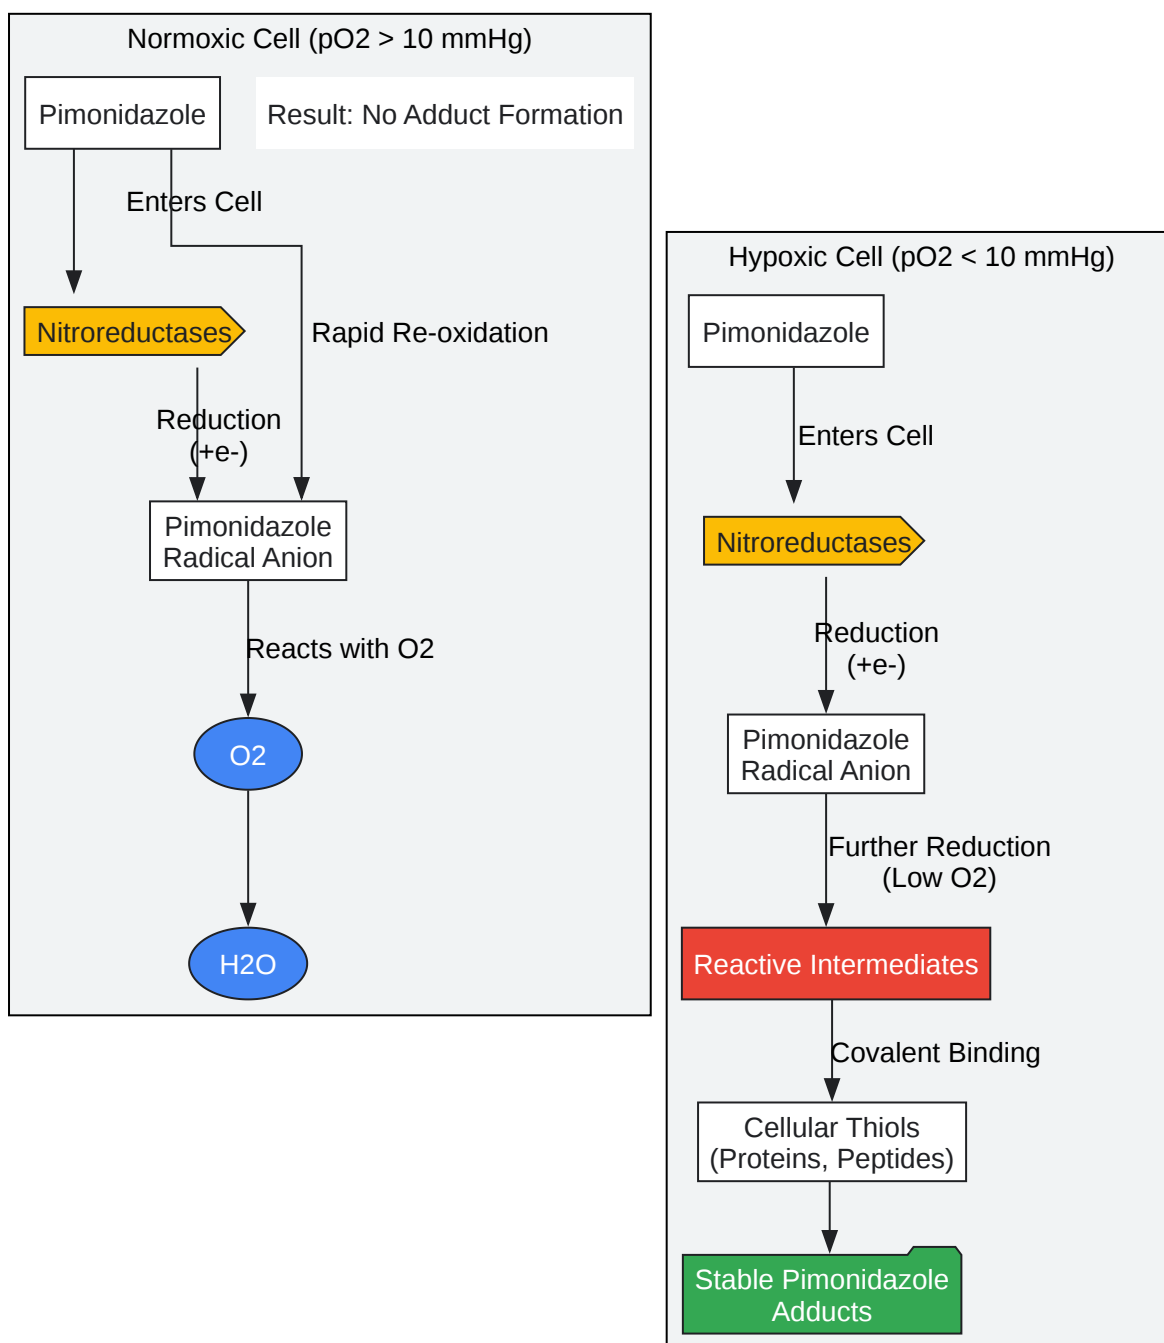 Normoxic Cell (pO2 > 10 mmHg)
Pimonidazole
Result: No Adduct Formation
Enters Cell
Nitroreductases
Rapid Re-oxidation
Reduction
(+e-)
Pimonidazole
Radical Anion
Reacts with O2
O2
H2O
Hypoxic Cell (pO2 < 10 mmHg)
Pimonidazole
Enters Cell
Nitroreductases
Reduction
(+e-)
Pimonidazole
Radical Anion
Further Reduction
(Low O2)
Reactive Intermediates
Covalent Binding
Cellular Thiols
(Proteins, Peptides)
Stable Pimonidazole
Adducts